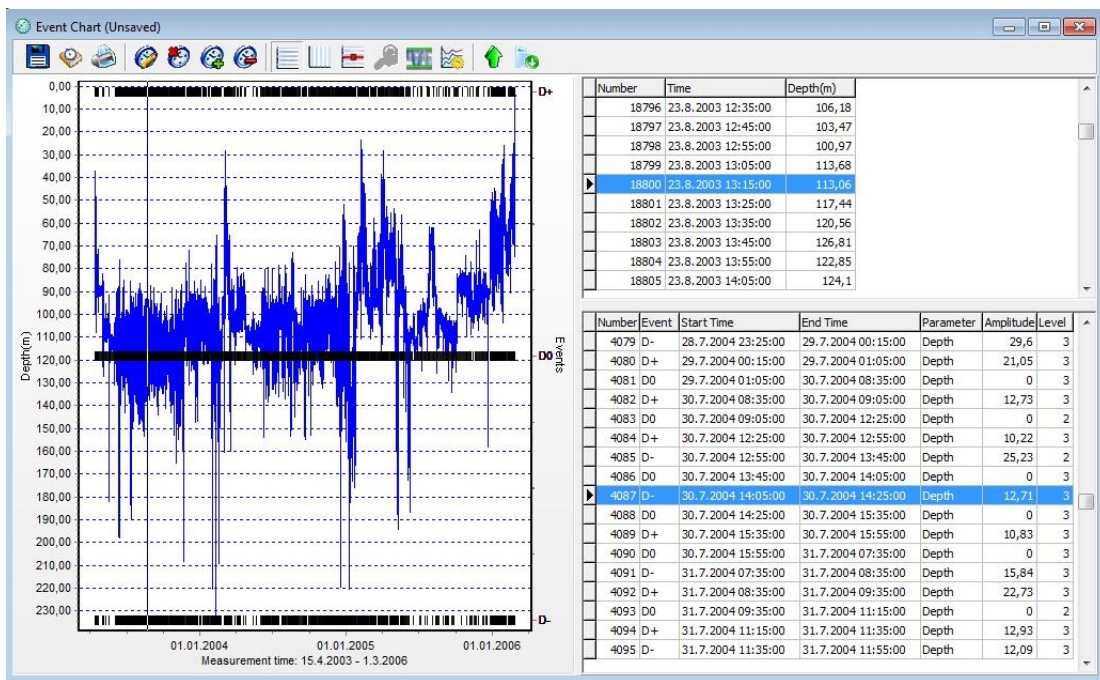 Event Chart (Unsaved)
0,00
10,00
20,00
30,00
40,00
50,00
60,00
70,00
80,00
90,00
100,00
110,00
120,00
130,00
140,00
150,00
160,00
170,00
180,00
190,00
200,00
210,00
220,00
230,00
Depth(m)
D+
D0
D-
Events
01.01.2004 01.01.2005 01.01.2006
Measurement time: 15.4.2003 - 1.3.2006
Number Time Depth(m)
18796 23.8.2003 12:35:00 106,18
18797 23.8.2003 12:45:00 103,47
18798 23.8.2003 12:55:00 100,97
18799 23.8.2003 13:05:00 113,68
18800 23.8.2003 13:15:00 113,06
18801 23.8.2003 13:25:00 117,44
18802 23.8.2003 13:35:00 120,56
18803 23.8.2003 13:45:00 126,81
18804 23.8.2003 13:55:00 122,85
18805 23.8.2003 14:05:00 124,1
Number Event Start Time End Time Parameter Amplitude Level
4079 D- 28.7.2004 23:25:00 29.7.2004 00:15:00 Depth 29,6 3
4080 D+ 29.7.2004 00:15:00 29.7.2004 01:05:00 Depth 21,05 3
4081 D0 29.7.2004 01:05:00 30.7.2004 08:35:00 Depth 0 3
4082 D+ 30.7.2004 08:35:00 30.7.2004 09:05:00 Depth 12,73 3
4083 D0 30.7.2004 09:05:00 30.7.2004 12:25:00 Depth 0 2
4084 D+ 30.7.2004 12:25:00 30.7.2004 12:55:00 Depth 10,22 3
4085 D- 30.7.2004 12:55:00 30.7.2004 13:45:00 Depth 25,23 2
4086 D0 30.7.2004 13:45:00 30.7.2004 14:05:00 Depth 0 3
4087 D- 30.7.2004 14:05:00 30.7.2004 14:25:00 Depth 12,71 3
4088 D0 30.7.2004 14:25:00 30.7.2004 15:35:00 Depth 0 3
4089 D+ 30.7.2004 15:35:00 30.7.2004 15:55:00 Depth 10,83 3
4090 D0 30.7.2004 15:55:00 31.7.2004 07:35:00 Depth 0 3
4091 D- 31.7.2004 07:35:00 31.7.2004 08:35:00 Depth 15,84 3
4092 D+ 31.7.2004 08:35:00 31.7.2004 09:35:00 Depth 22,73 3
4093 D0 31.7.2004 09:35:00 31.7.2004 11:15:00 Depth 0 2
4094 D+ 31.7.2004 11:15:00 31.7.2004 11:35:00 Depth 12,93 3
4095 D- 31.7.2004 11:35:00 31.7.2004 11:55:00 Depth 12,09 3